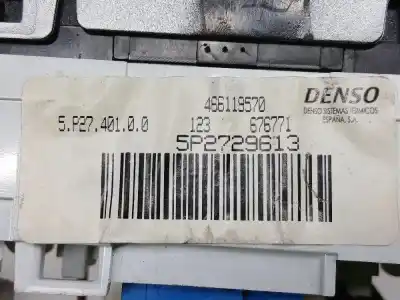 466119570
DENSO
DENSO SISTEMAS TERMICOS
ESPAÑA, S.A.
5.P27.401.0.0
123 676771
5P2729613